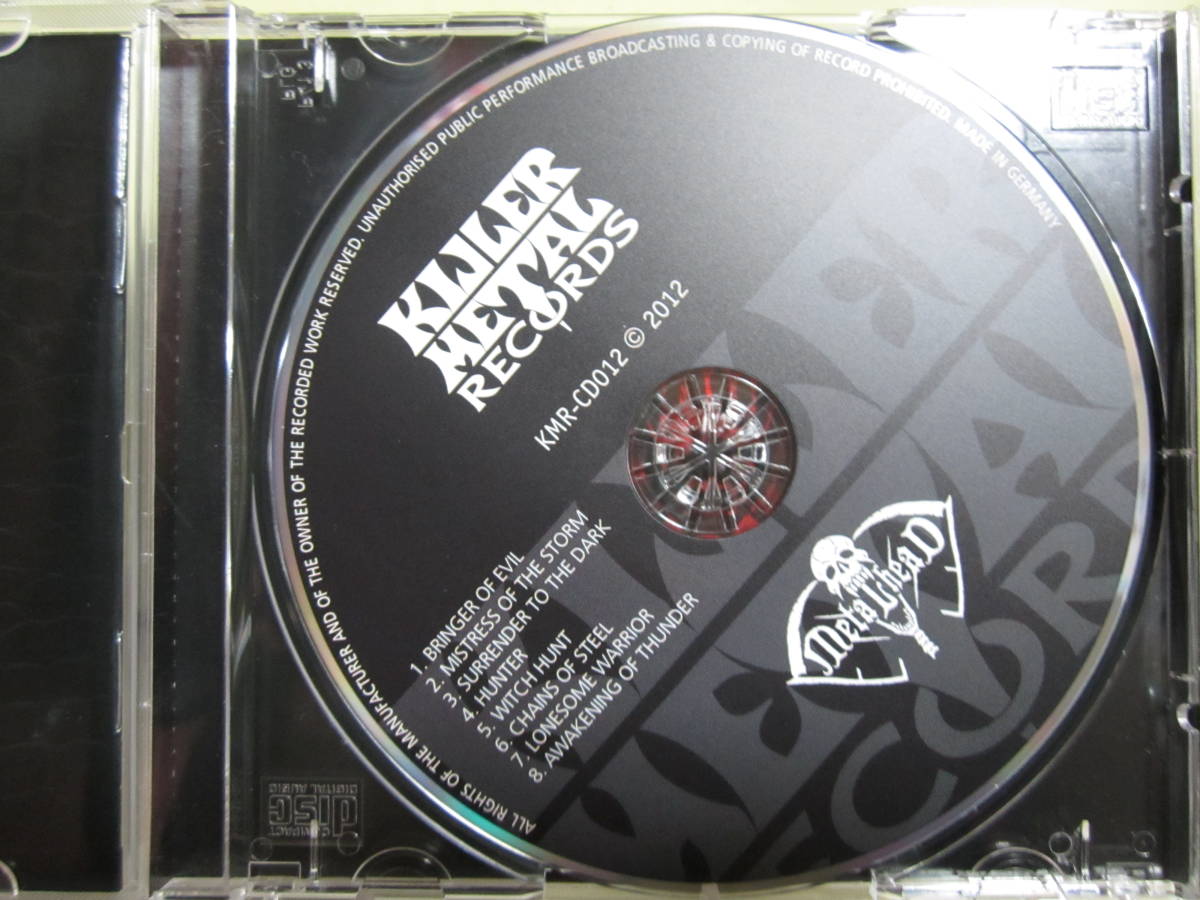 ALL RIGHTS OF THE MANUFACTURER AND OF THE OWNER OF THE RECORDED WORK RESERVED. UNAUTHORISED PUBLIC PERFORMANCE BROADCASTING & COPYING OF RECORD PROHIBITED. MADE IN GERMANY
KILLER
METAL
RECORDS
KMR-CD012 © 2012
1. BRINGER OF EVIL
2. MISTRESS OF THE STORM
3. SURRENDER TO THE DARK
4. HUNTER
5. WITCH HUNT
6. CHAINS OF STEEL
7. LONESOME WARRIOR
8. AWAKENING OF THUNDER
MetaLheaD
COMPACT
disc
DIGITAL AUDIO